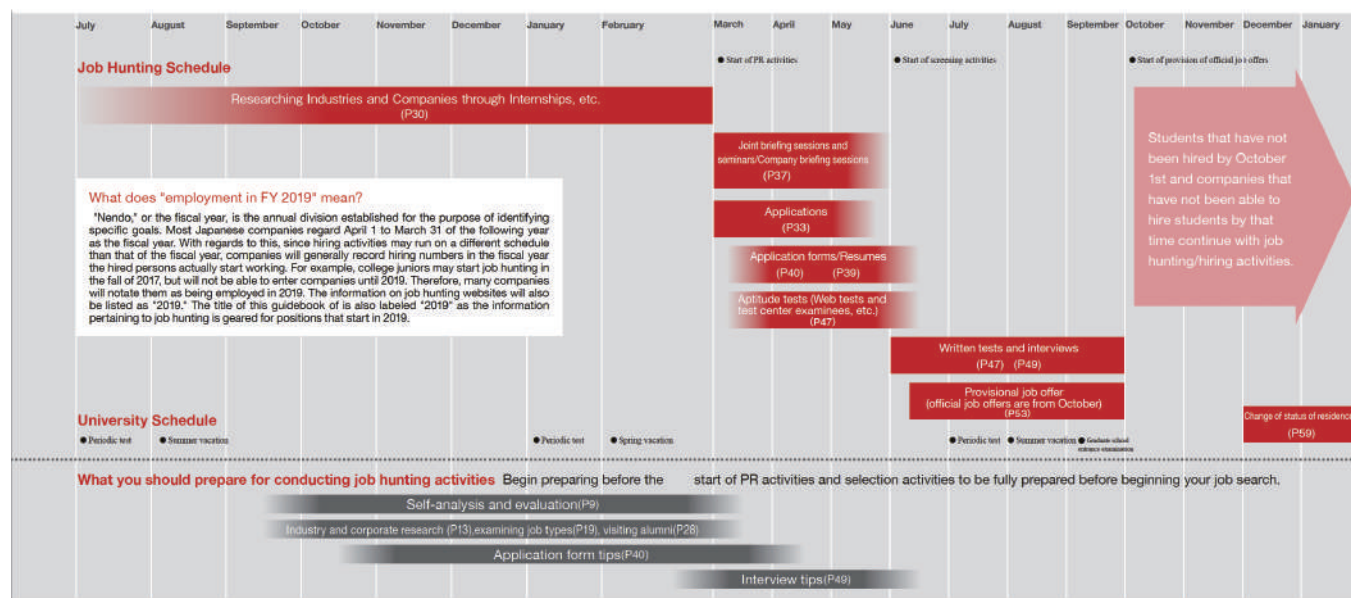 July August September October November December January February March April May June July August September October November December January
Job Hunting Schedule
● Start of PR activities
● Start of screening activities
● Start of provision of official job offers
Researching Industries and Companies through Internships, etc.
(P30)
Joint briefing sessions and
seminars/Company briefing sessions
(P37)
Applications
(P33)
Application forms/Resumes
(P40) (P39)
Aptitude tests (Web tests and
test center examinees, etc.)
(P47)
Written tests and interviews
(P47) (P49)
Provisional job offer
(official job offers are from October)
(P53)
Students that have not
been hired by October
1st and companies that
have not been able to
hire students by that
time continue with job
hunting/hiring activities.
Change of status of residence
(P59)
What does "employment in FY 2019" mean?
"Nendo," or the fiscal year, is the annual division established for the purpose of identifying
specific goals. Most Japanese companies regard April 1 to March 31 of the following year
as the fiscal year. With regards to this, since hiring activities may run on a different schedule
than that of the fiscal year, companies will generally record hiring numbers in the fiscal year
the hired persons actually start working. For example, college juniors may start job hunting in
the fall of 2017, but will not be able to enter companies until 2019. Therefore, many companies
will notate them as being employed in 2019. The information on job hunting websites will also
be listed as "2019." The title of this guidebook of is also labeled "2019" as the information
pertaining to job hunting is geared for positions that start in 2019.
University Schedule
● Periodic test
● Summer vacation
● Periodic test
● Spring vacation
● Periodic test
● Summer vacation
● Graduate school
entrance examination
What you should prepare for conducting job hunting activities Begin preparing before the start of PR activities and selection activities to be fully prepared before beginning your job search.
Self-analysis and evaluation(P9)
Industry and corporate research (P13),examining job types(P19), visiting alumni(P28)
Application form tips(P40)
Interview tips(P49)